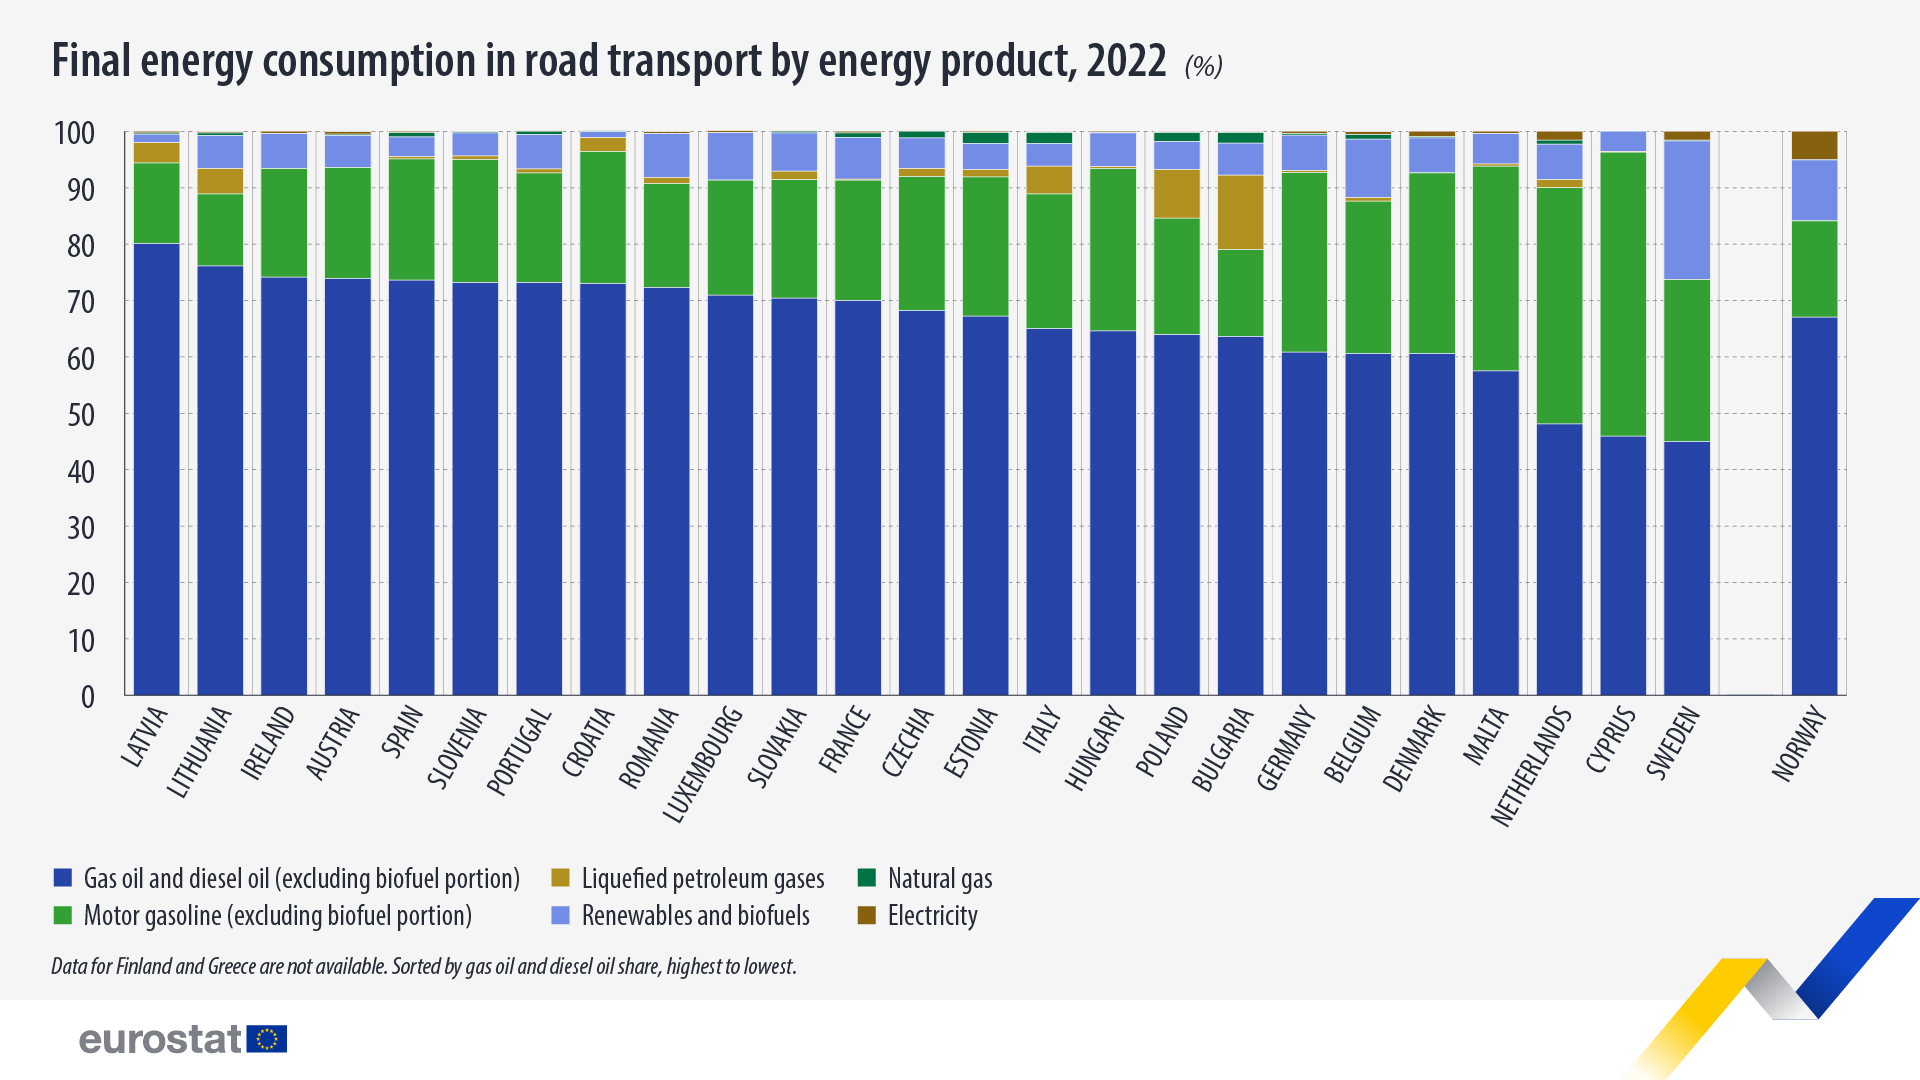 Final energy consumption in road transport by energy product, 2022 (%)
100
90
80
70
60
50
40
30
20
10
0
LATVIA
LITHUANIA
IRELAND
AUSTRIA
SPAIN
SLOVENIA
PORTUGAL
CROATIA
ROMANIA
LUXEMBOURG
SLOVAKIA
FRANCE
CZECHIA
ESTONIA
ITALY
HUNGARY
POLAND
BULGARIA
GERMANY
BELGIUM
DENMARK
MALTA
NETHERLANDS
CYPRUS
SWEDEN
NORWAY
Gas oil and diesel oil (excluding biofuel portion)
Liquefied petroleum gases
Natural gas
Motor gasoline (excluding biofuel portion)
Renewables and biofuels
Electricity
Data for Finland and Greece are not available. Sorted by gas oil and diesel oil share, highest to lowest.
eurostat